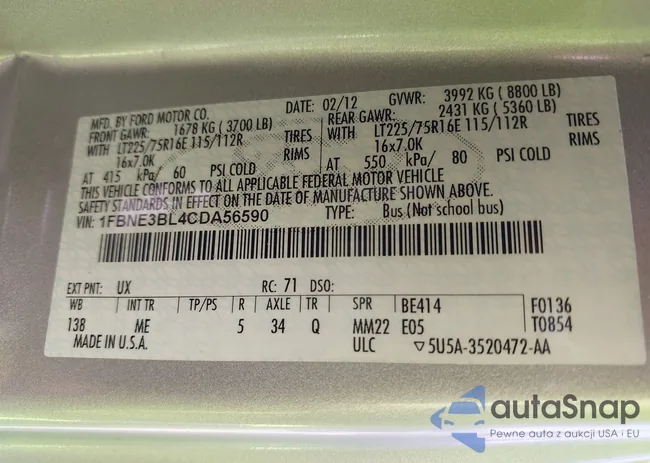 MFD. BY FORD MOTOR CO. DATE: 02/12 GVWR: 3992 KG ( 8800 LB)
FRONT GAWR: 1678 KG ( 3700 LB) REAR GAWR: 2431 KG ( 5360 LB)
WITH LT225/75R16E 115/112R TIRES WITH LT225/75R16E 115/112R TIRES
16x7.0K RIMS 16x7.0K RIMS
AT 415 kPa/ 60 PSI COLD AT 550 kPa/ 80 PSI COLD
THIS VEHICLE CONFORMS TO ALL APPLICABLE FEDERAL MOTOR VEHICLE
SAFETY STANDARDS IN EFFECT ON THE DATE OF MANUFACTURE SHOWN ABOVE.
VIN: 1FBNE3BL4CDA56590 TYPE: Bus (Not school bus)
EXT PNT: UX RC: 71 DSO:
WB INT TR TP/PS R AXLE TR SPR BE414 F0136
138 ME 5 34 Q MM22 E05 T0854
MADE IN U.S.A. ULC ▽5U5A-3520472-AA
autaSnap
Pewne auta z aukcji USA i EU